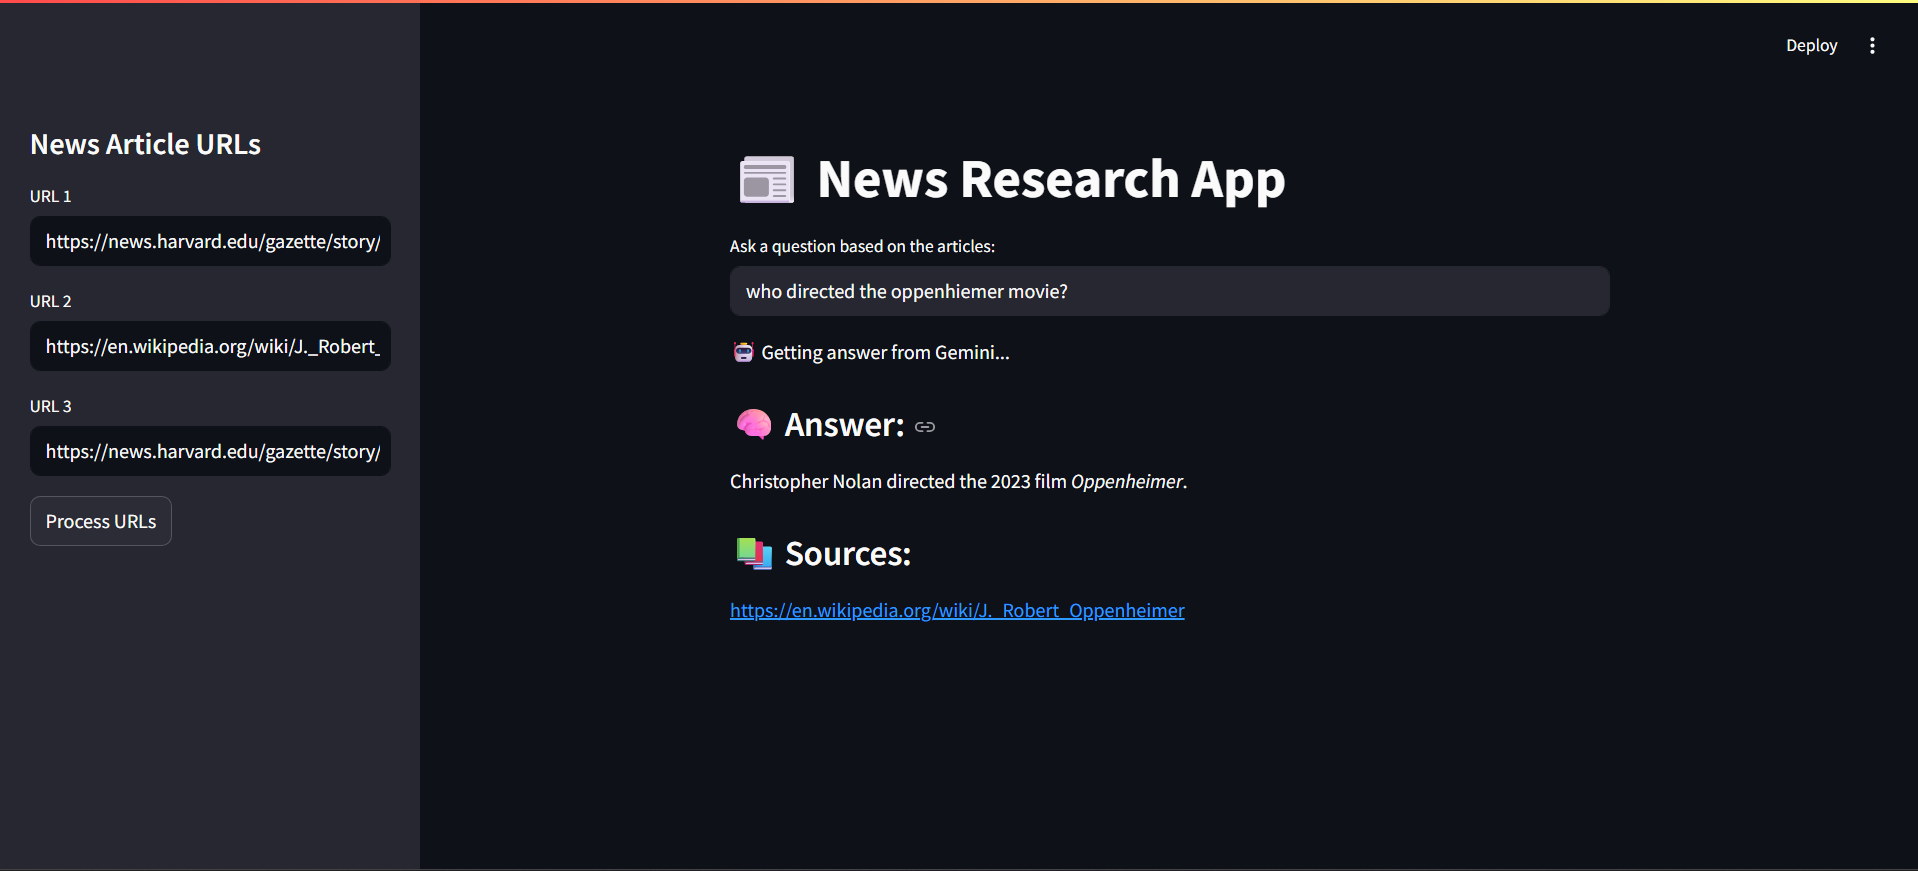 Deploy
News Article URLs
URL 1
https://news.harvard.edu/gazette/story/
URL 2
https://en.wikipedia.org/wiki/J._Robert_
URL 3
https://news.harvard.edu/gazette/story/
Process URLs
News Research App
Ask a question based on the articles:
who directed the oppenhiemer movie?
Getting answer from Gemini...
Answer:
Christopher Nolan directed the 2023 film Oppenheimer.
Sources:
https://en.wikipedia.org/wiki/J._Robert_Oppenheimer